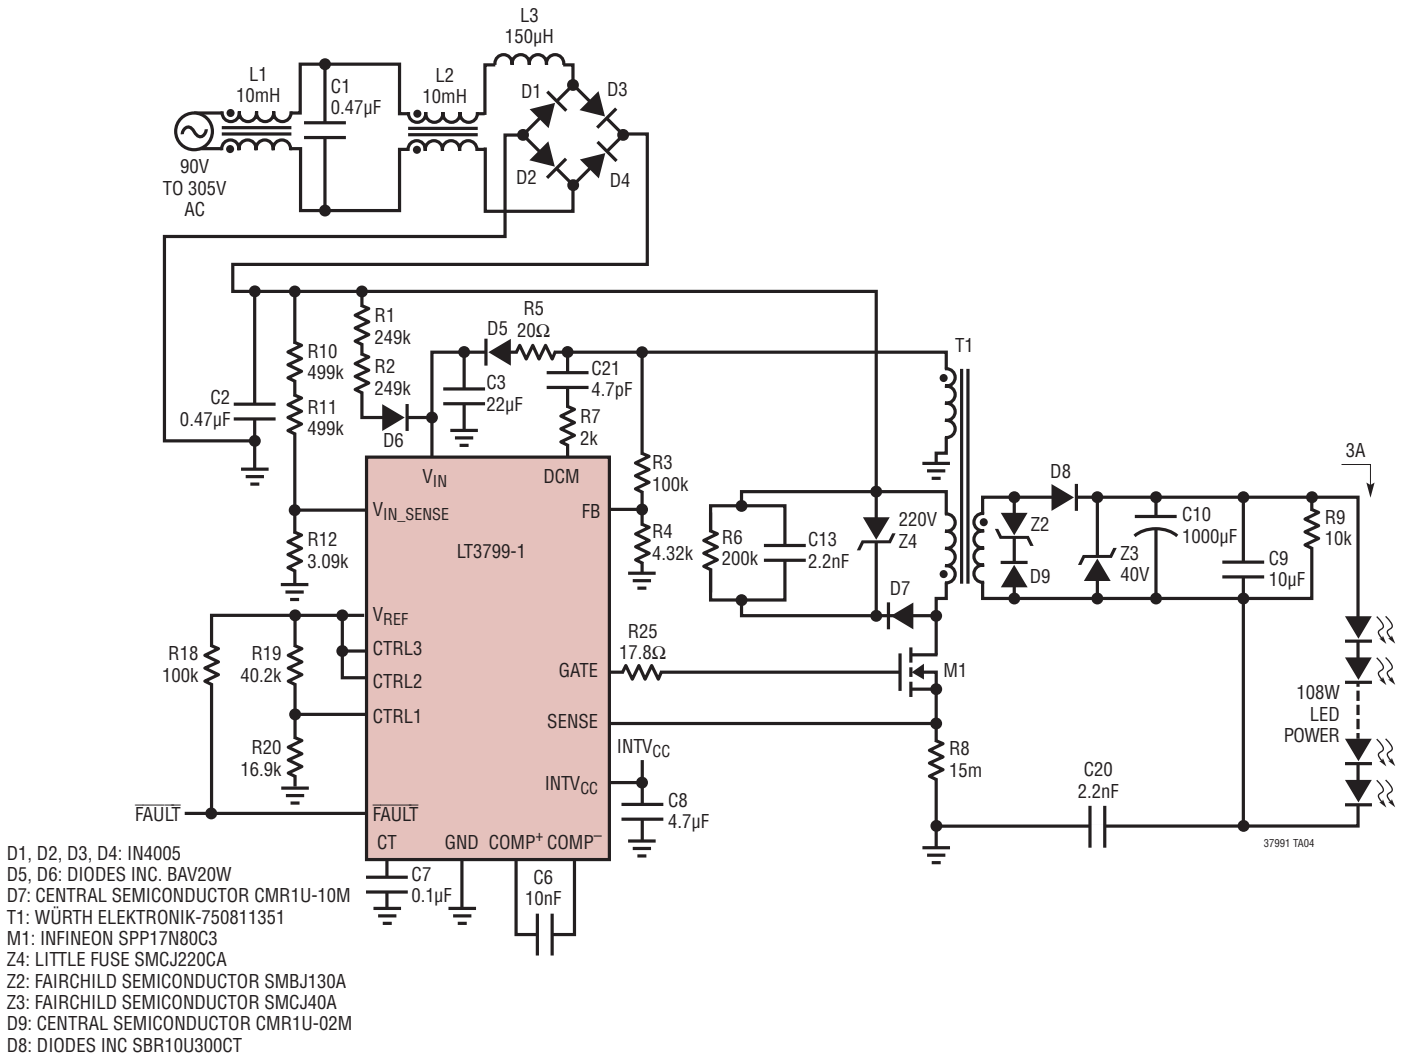 L3
150µH
L1
10mH
C1
0.47µF
L2
10mH
D1
D3
D2
D4
90V
TO 305V
AC
R1
249k
R2
249k
D5
R5
20Ω
T1
R10
499k
R11
499k
C3
22µF
C21
4.7pF
C2
0.47µF
D6
R7
2k
VIN
DCM
R3
100k
3A
VIN_SENSE
FB
D8
R12
3.09k
LT3799-1
R4
4.32k
R6
200k
C13
2.2nF
220V
Z4
Z2
D9
Z3
40V
C10
1000µF
C9
10µF
R9
10k
D7
VREF
CTRL3
CTRL2
CTRL1
R18
100k
R19
40.2k
R20
16.9k
R25
17.8Ω
GATE
M1
SENSE
108W
LED
POWER
INTVCC
INTVCC
R8
15m
C20
2.2nF
C8
4.7µF
FAULT
FAULT
CT
GND
COMP+
COMP–
37991 TA04
C7
0.1µF
C6
10nF
D1, D2, D3, D4: IN4005
D5, D6: DIODES INC. BAV20W
D7: CENTRAL SEMICONDUCTOR CMR1U-10M
T1: WÜRTH ELEKTRONIK-750811351
M1: INFINEON SPP17N80C3
Z4: LITTLE FUSE SMCJ220CA
Z2: FAIRCHILD SEMICONDUCTOR SMBJ130A
Z3: FAIRCHILD SEMICONDUCTOR SMCJ40A
D9: CENTRAL SEMICONDUCTOR CMR1U-02M
D8: DIODES INC SBR10U300CT